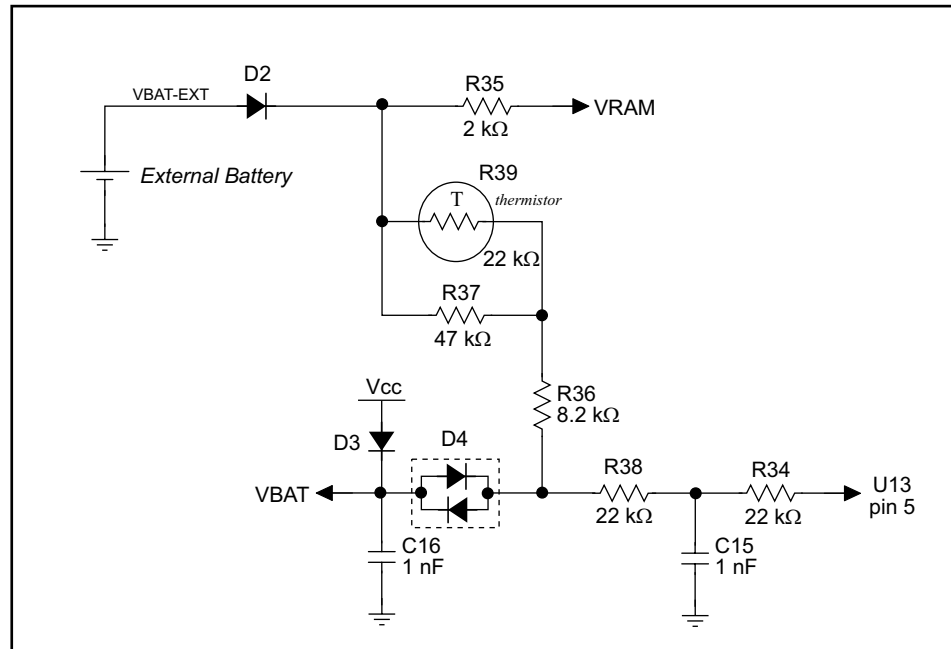 D2
VBAT-EXT
R35
2 kΩ
VRAM
External Battery
R39
T
thermistor
22 kΩ
R37
47 kΩ
R36
8.2 kΩ
Vcc
D3
D4
VBAT
R38
22 kΩ
R34
22 kΩ
U13
pin 5
C16
1 nF
C15
1 nF